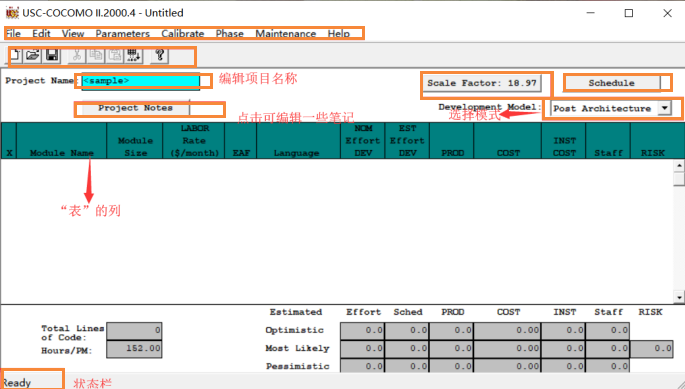 USC-COCOMO II.2000.4 - Untitled
File Edit View Parameters Calibrate Phase Maintenance Help
Project Name: <sample> 编辑项目名称 Scale Factor: 18.97 Schedule
Project Notes 点击可编辑一些笔记 Development Model: 选择模式 Post Architecture
X Module Name Module Size LABOR Rate ($/month) EAF Language NOM Effort DEV EST Effort DEV PROD COST INST COST Staff RISK
“表”的列
Estimated Effort Sched PROD COST INST Staff RISK
Total Lines of Code: 0 Optimistic 0.0 0.0 0.0 0.00 0.0 0.0
Hours/PM: 152.00 Most Likely 0.0 0.0 0.0 0.00 0.0 0.0 0.0
Pessimistic 0.0 0.0 0.0 0.00 0.0 0.0
Ready 状态栏